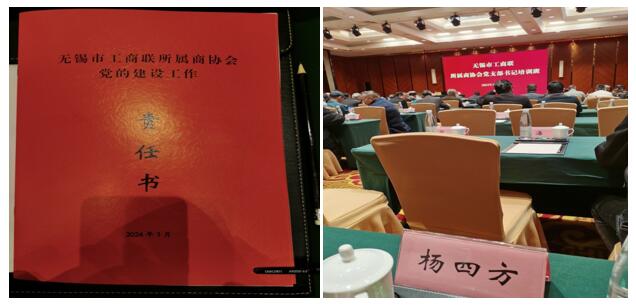 无锡市工商联所属商协会
党的建设工作
责
任
书
2024年3月
无锡市工商联
所属商协会党支部书记培训班
杨四方